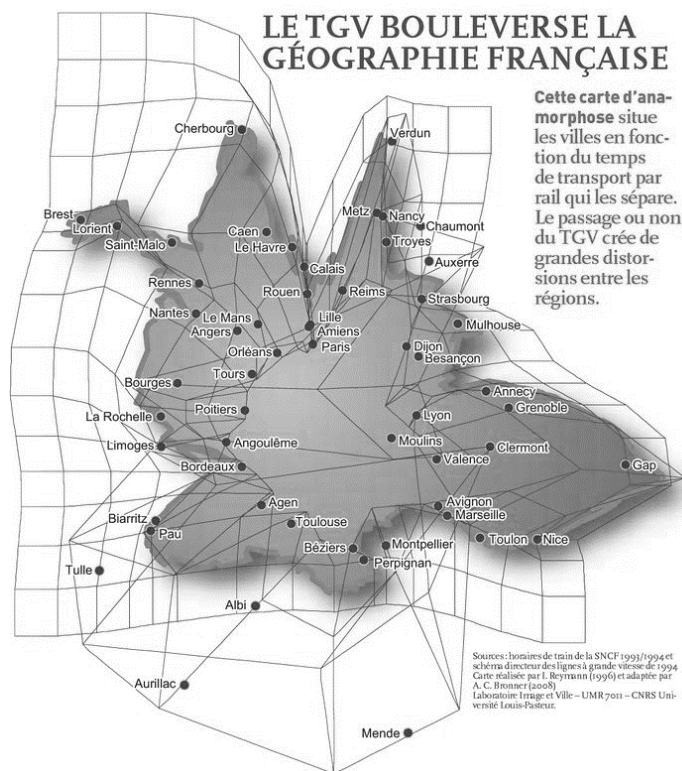 LE TGV BOULEVERSE LA
GÉOGRAPHIE FRANÇAISE
Cette carte d'ana-
morphose situe
les villes en fonc-
tion du temps
de transport par
rail qui les sépare.
Le passage ou non
du TGV crée de
grandes distor-
sions entre les
régions.
Cherbourg
Verdun
Brest
Lorient
Saint-Malo
Caen
Le Havre
Metz
Nancy
Chaumont
Troyes
Calais
Auxerre
Rennes
Rouen
Reims
Strasbourg
Nantes
Le Mans
Angers
Lille
Amiens
Mulhouse
Orléans
Paris
Dijon
Besançon
Bourges
Tours
Annecy
Grenoble
La Rochelle
Poitiers
Lyon
Limoges
Angoulême
Moulins
Clermont
Bordeaux
Valence
Gap
Agen
Avignon
Marseille
Biarritz
Pau
Toulouse
Toulon
Nice
Béziers
Montpellier
Perpignan
Tulle
Albi
Aurillac
Mende
Sources : horaires de train de la SNCF 1993/1994 et
schéma directeur des lignes à grande vitesse de 1994
Carte réalisée par I. Reymann (1996) et adaptée par
A. C. Bronner (2008)
Laboratoire Image et Ville – UMR 7011 – CNRS Uni-
versité Louis-Pasteur.